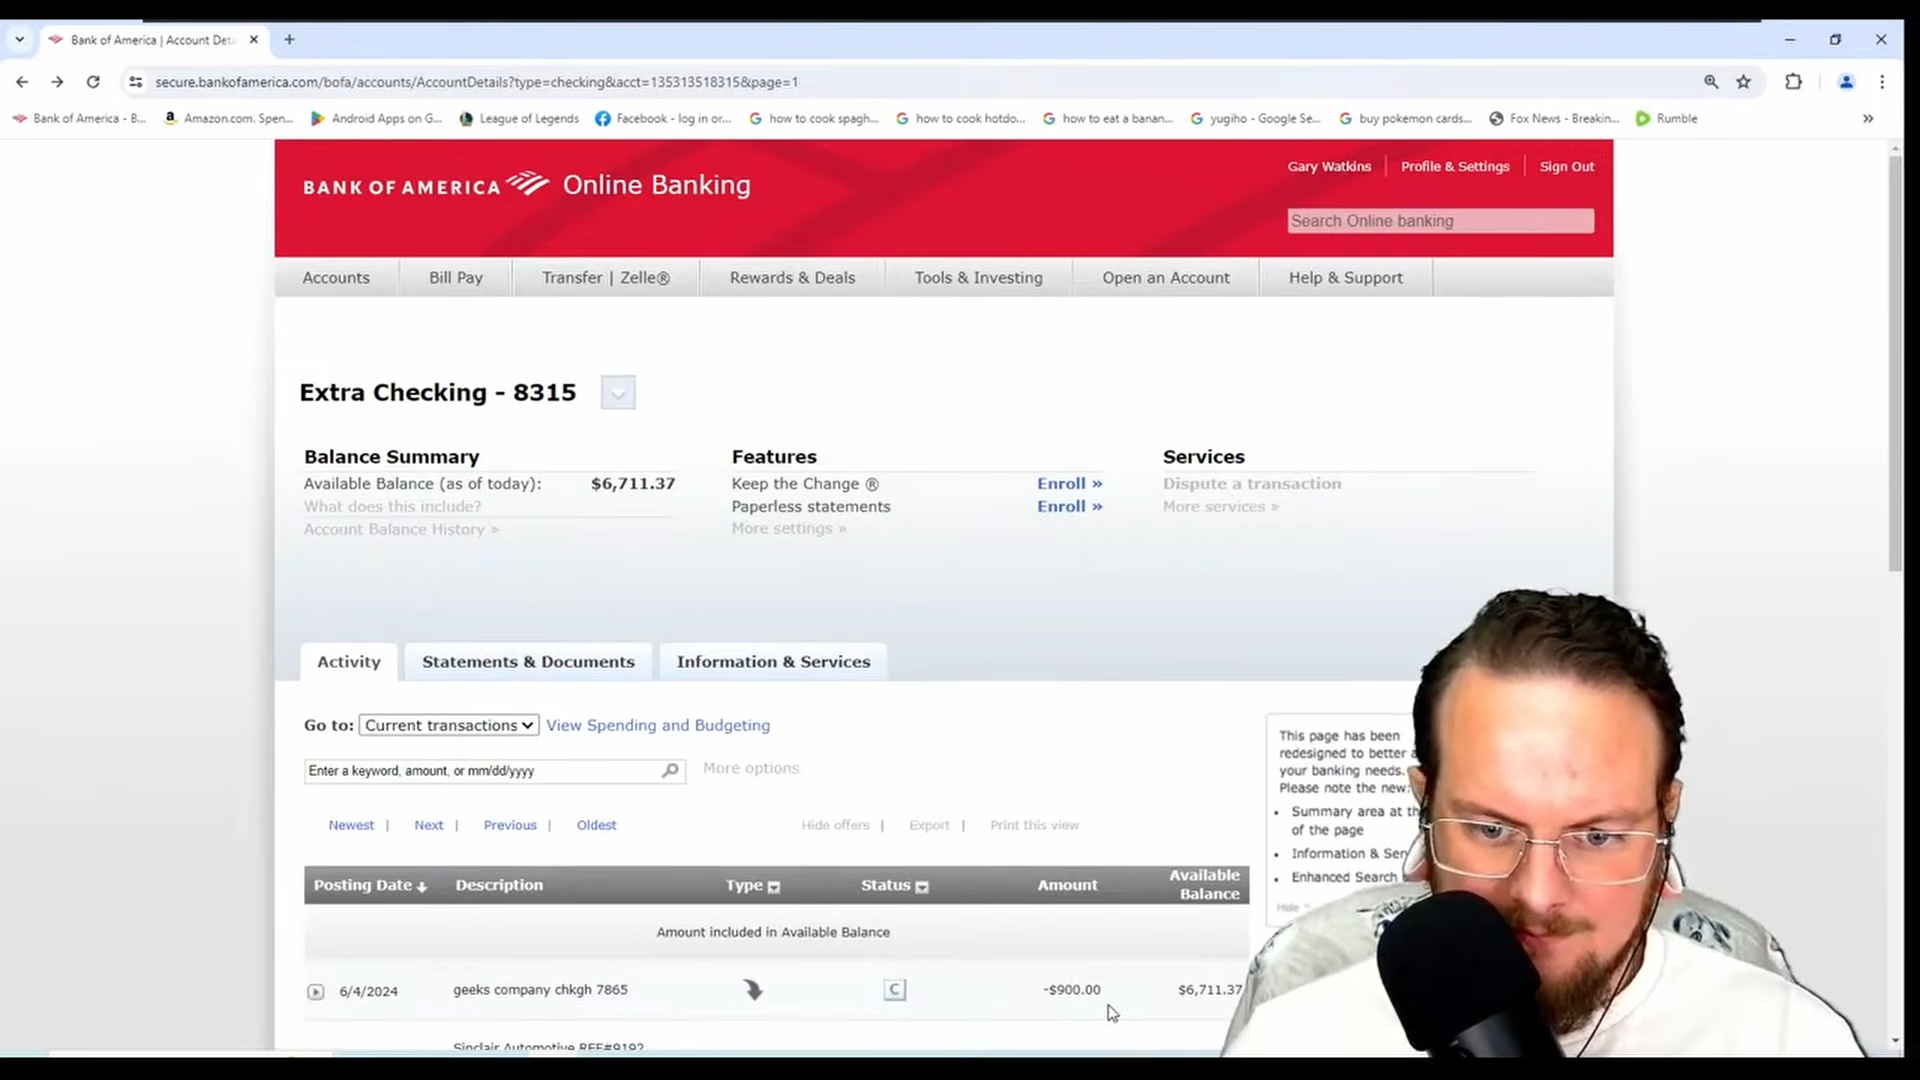 Bank of America | Account Deta
secure.bankofamerica.com/bofa/accounts/AccountDetails?type=checking&acct=135313518315&page=1
Bank of America - B...
Amazon.com. Spen...
Android Apps on G...
League of Legends
Facebook - log in or...
how to cook spagh...
how to cook hotdo...
how to eat a banan...
yugiho - Google Se...
buy pokemon cards...
Fox News - Breakin...
Rumble
BANK OF AMERICA Online Banking
Gary Watkins Profile & Settings Sign Out
Search Online banking
Accounts Bill Pay Transfer | Zelle® Rewards & Deals Tools & Investing Open an Account Help & Support
Extra Checking - 8315
Balance Summary
Available Balance (as of today): $6,711.37
What does this include?
Account Balance History »
Features
Keep the Change ® Enroll »
Paperless statements Enroll »
More settings »
Services
Dispute a transaction
More services »
Activity Statements & Documents Information & Services
Go to: Current transactions View Spending and Budgeting
Enter a keyword, amount, or mm/dd/yyyy More options
Newest | Next | Previous | Oldest Hide offers | Export | Print this view
Posting Date Description Type Status Amount Available Balance
Amount included in Available Balance
6/4/2024 geeks company chkgh 7865 C -$900.00 $6,711.37
Sinclair Automotive REF#9192
This page has been
redesigned to better
your banking needs.
Please note the new:
• Summary area at
of the page
• Information &
• Enhanced Search
Hide